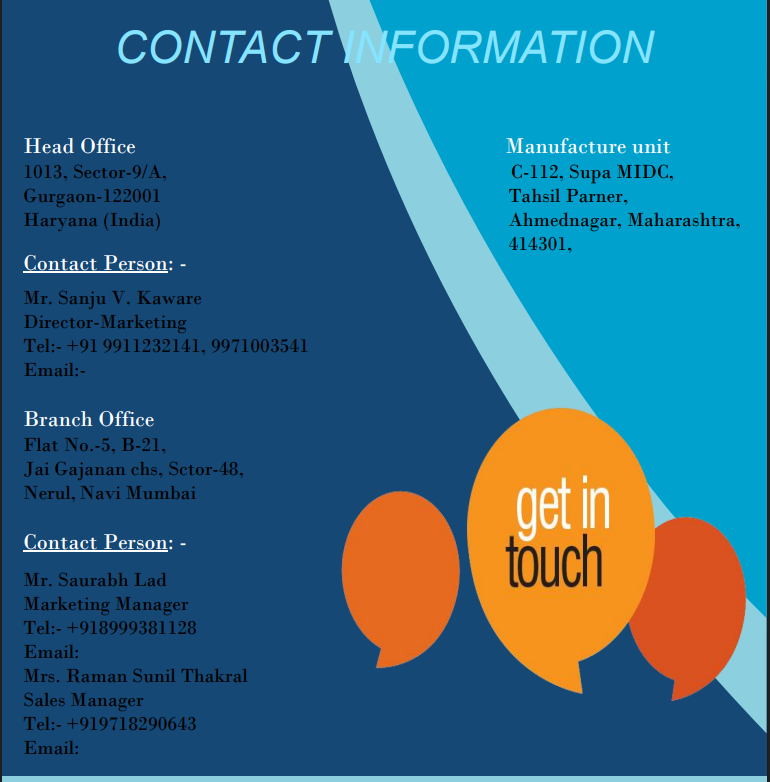 CONTACT INFORMATION
Head Office
1013, Sector-9/A,
Gurgaon-122001
Haryana (India)
Contact Person: -
Mr. Sanju V. Kaware
Director-Marketing
Tel:- +91 9911232141, 9971003541
Email:-
Branch Office
Flat No.-5, B-21,
Jai Gajanan chs, Sctor-48,
Nerul, Navi Mumbai
Contact Person: -
Mr. Saurabh Lad
Marketing Manager
Tel:- +918999381128
Email:
Mrs. Raman Sunil Thakral
Sales Manager
Tel:- +919718290643
Email:
Manufacture unit
C-112, Supa MIDC,
Tahsil Parner,
Ahmednagar, Maharashtra,
414301,
get in
touch